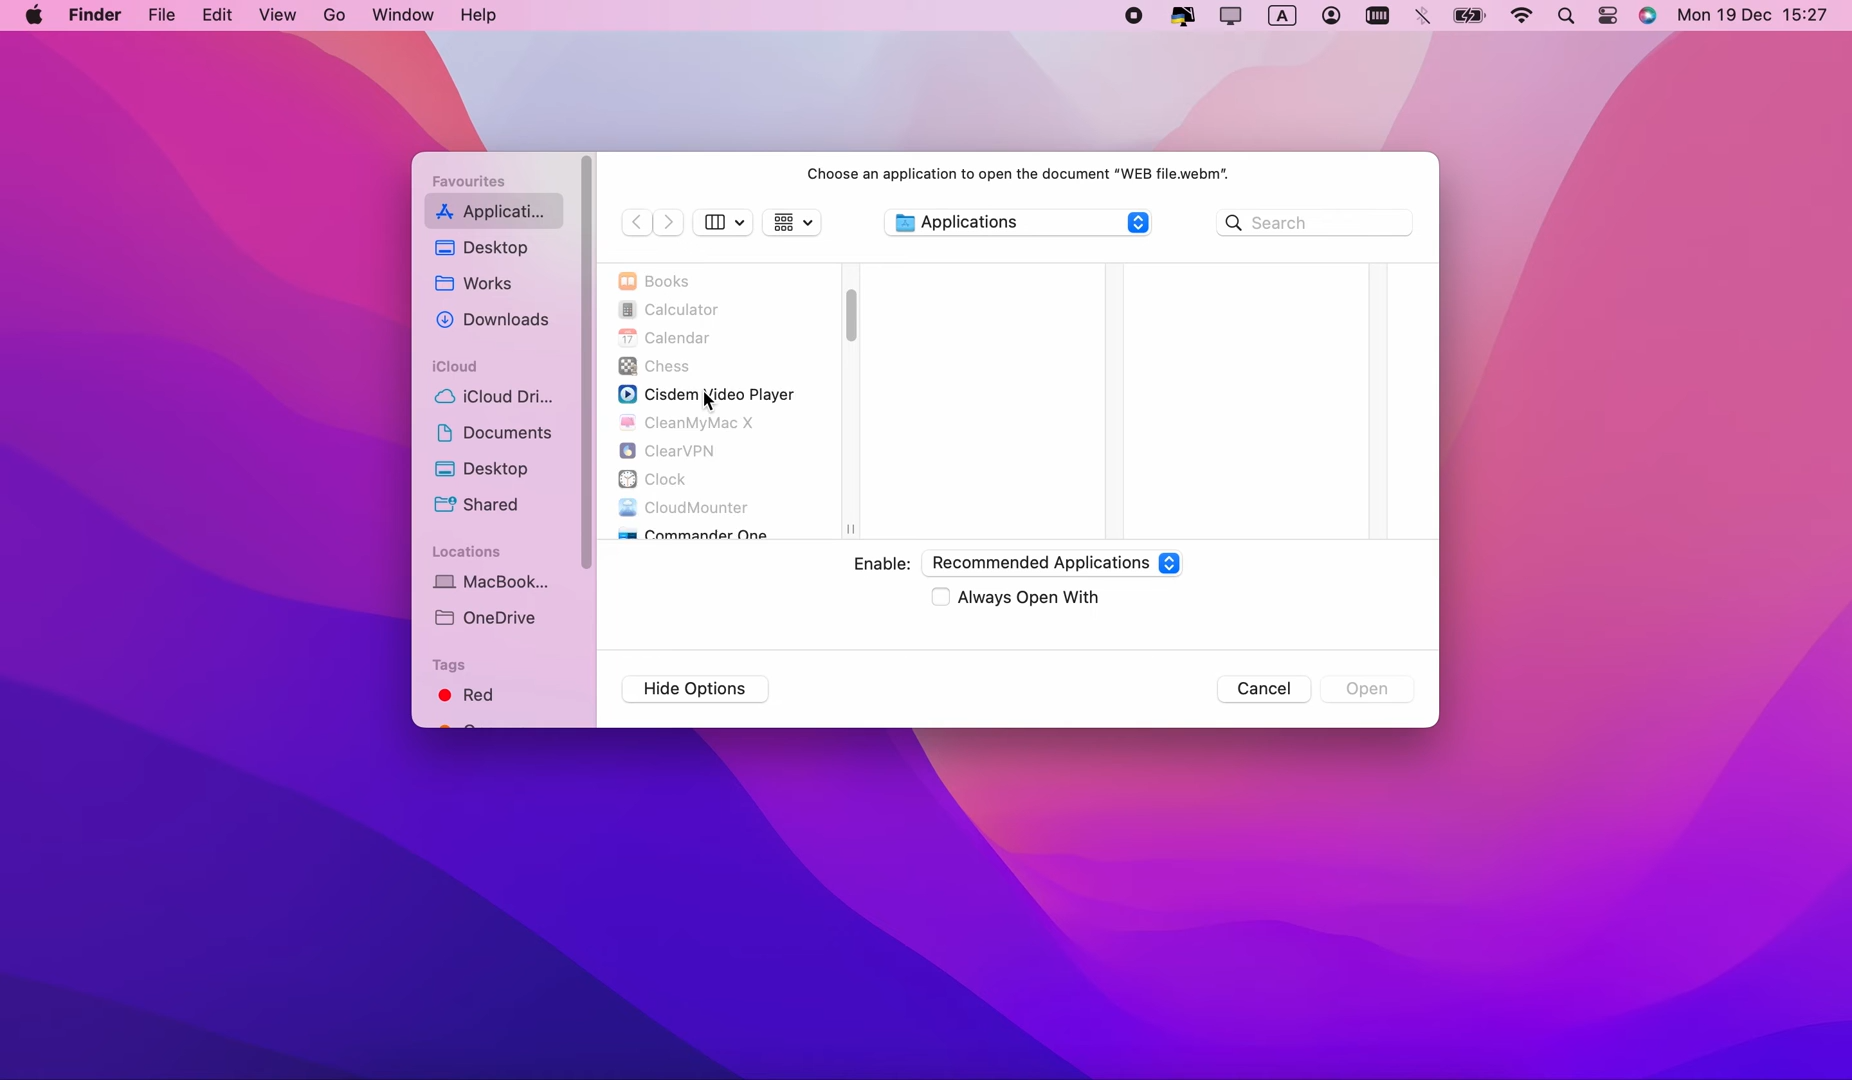 Finder File Edit View Go Window Help A Mon 19 Dec 15:27
Choose an application to open the document “WEB file.webm”.
Favourites
Applicati...
Desktop
Works
Downloads
iCloud
iCloud Dri...
Documents
Desktop
Shared
Locations
MacBook...
OneDrive
Tags
Red
Applications
Search
Books
Calculator
17 Calendar
Chess
Cisdem Video Player
CleanMyMac X
ClearVPN
Clock
CloudMounter
Commander One
Enable: Recommended Applications
Always Open With
Hide Options
Cancel
Open